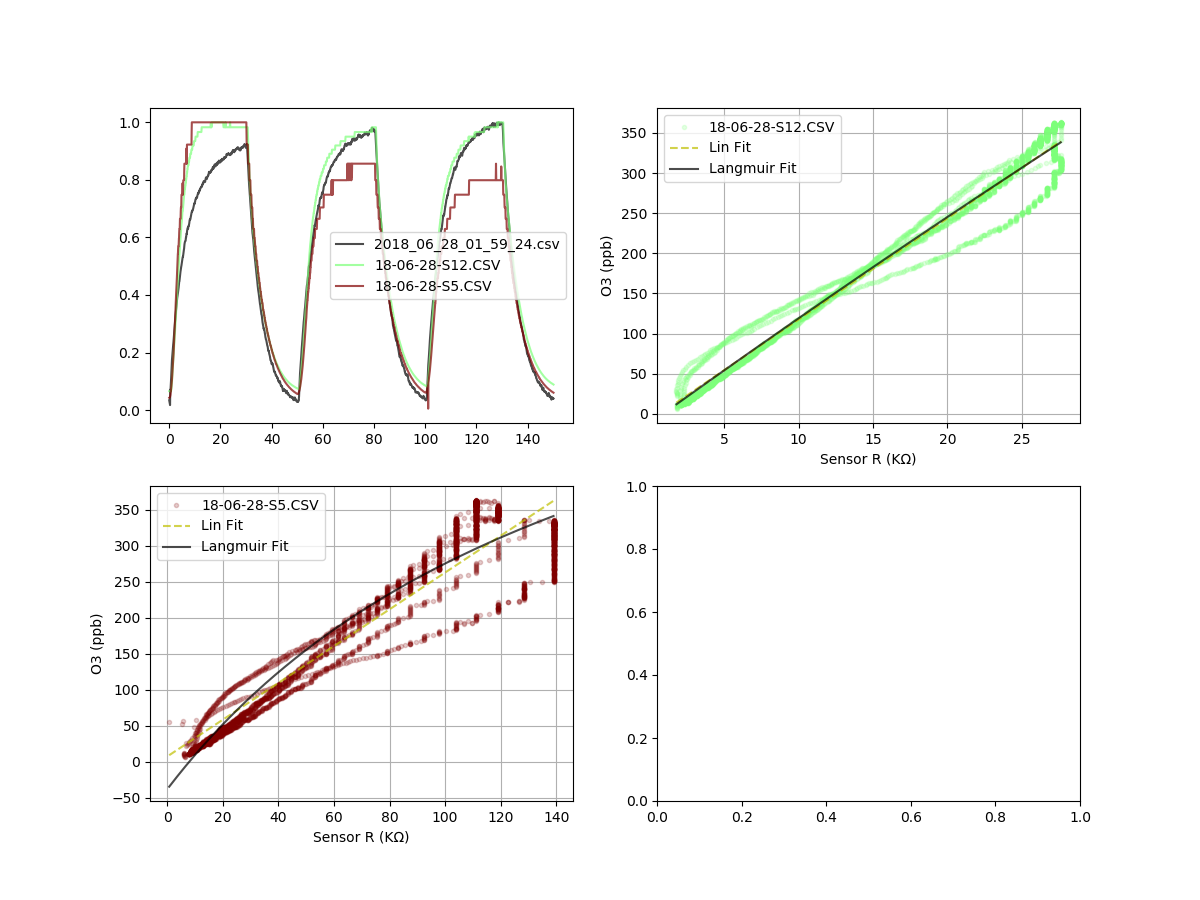 1.0
0.8
0.6
0.4
0.2
0.0
0 20 40 60 80 100 120 140
2018_06_28_01_59_24.csv
18-06-28-S12.CSV
18-06-28-S5.CSV
350
300
250
200
150
100
50
0
O3 (ppb)
18-06-28-S12.CSV
Lin Fit
Langmuir Fit
5 10 15 20 25
Sensor R (KΩ)
350
300
250
200
150
100
50
0
−50
O3 (ppb)
18-06-28-S5.CSV
Lin Fit
Langmuir Fit
0 20 40 60 80 100 120 140
Sensor R (KΩ)
1.0
0.8
0.6
0.4
0.2
0.0
0.0 0.2 0.4 0.6 0.8 1.0